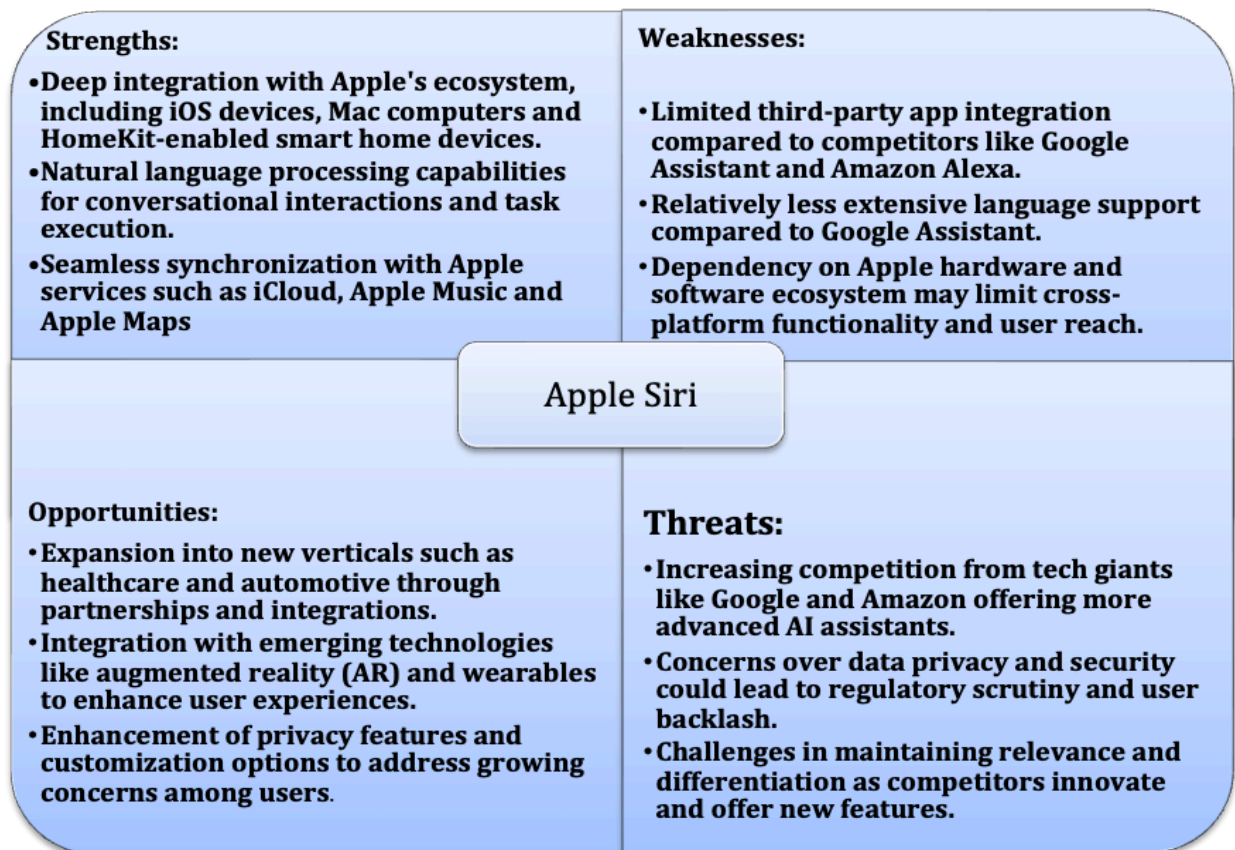 Strengths:
•Deep integration with Apple's ecosystem,
including iOS devices, Mac computers and
HomeKit-enabled smart home devices.
•Natural language processing capabilities
for conversational interactions and task
execution.
•Seamless synchronization with Apple
services such as iCloud, Apple Music and
Apple Maps
Weaknesses:
•Limited third-party app integration
compared to competitors like Google
Assistant and Amazon Alexa.
•Relatively less extensive language support
compared to Google Assistant.
•Dependency on Apple hardware and
software ecosystem may limit cross-
platform functionality and user reach.
Apple Siri
Opportunities:
•Expansion into new verticals such as
healthcare and automotive through
partnerships and integrations.
•Integration with emerging technologies
like augmented reality (AR) and wearables
to enhance user experiences.
•Enhancement of privacy features and
customization options to address growing
concerns among users.
Threats:
•Increasing competition from tech giants
like Google and Amazon offering more
advanced AI assistants.
•Concerns over data privacy and security
could lead to regulatory scrutiny and user
backlash.
•Challenges in maintaining relevance and
differentiation as competitors innovate
and offer new features.